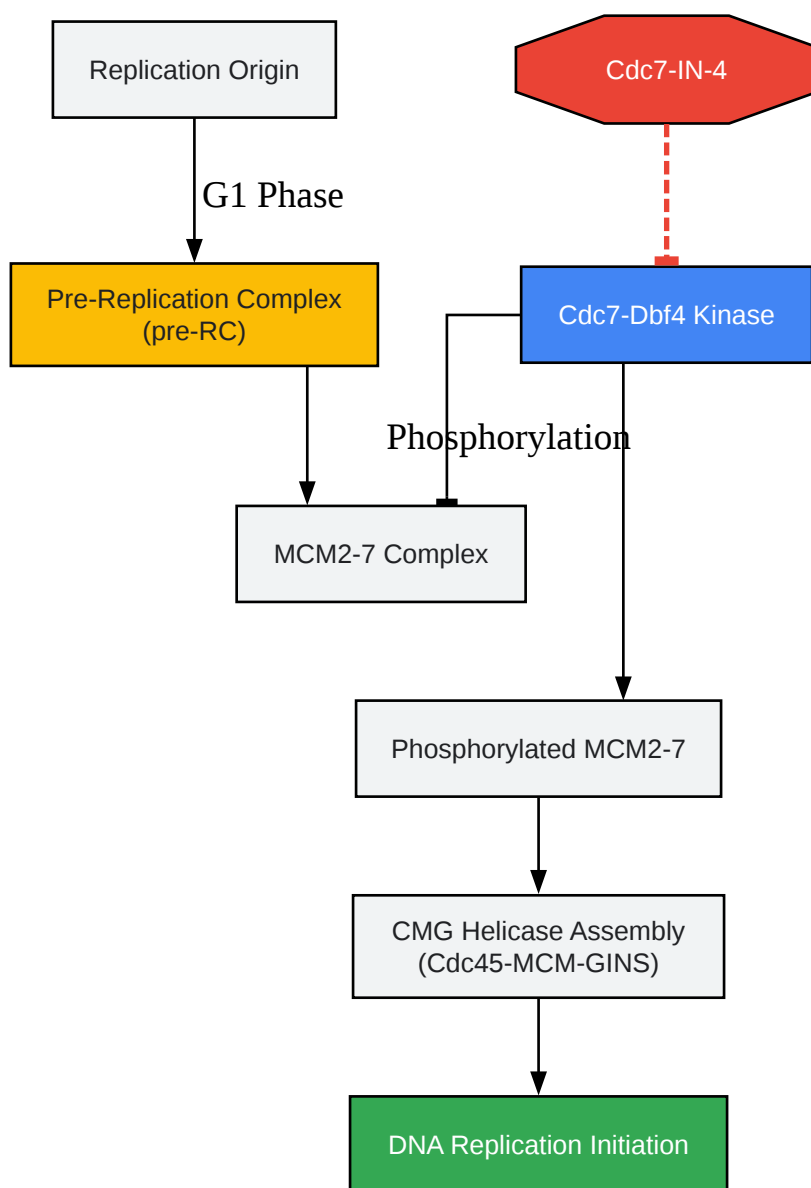 Replication Origin
Cdc7-IN-4
G1 Phase
Pre-Replication Complex
(pre-RC)
Cdc7-Dbf4 Kinase
Phosphorylation
MCM2-7 Complex
Phosphorylated MCM2-7
CMG Helicase Assembly
(Cdc45-MCM-GINS)
DNA Replication Initiation